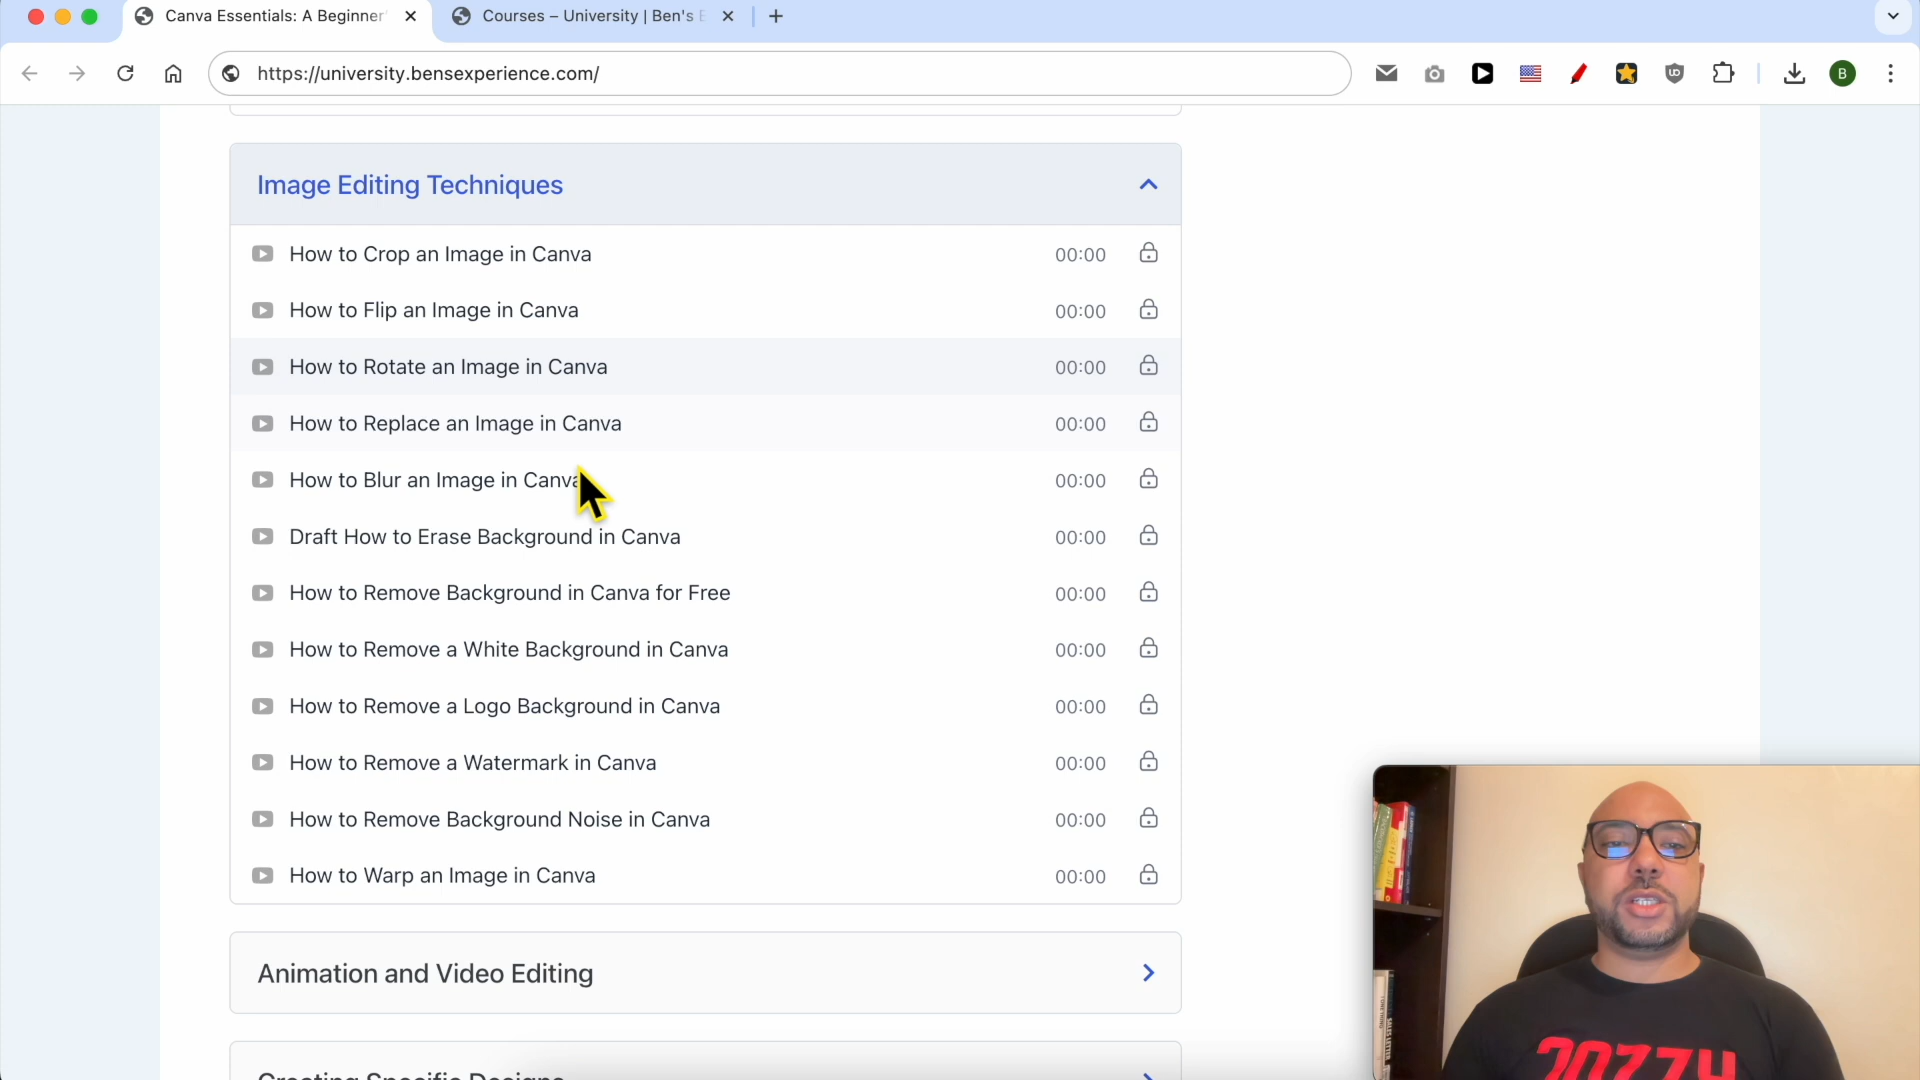 Canva Essentials: A Beginner'
Courses – University | Ben's E
https://university.bensexperience.com/
B
Image Editing Techniques
How to Crop an Image in Canva 00:00
How to Flip an Image in Canva 00:00
How to Rotate an Image in Canva 00:00
How to Replace an Image in Canva 00:00
How to Blur an Image in Canva 00:00
Draft How to Erase Background in Canva 00:00
How to Remove Background in Canva for Free 00:00
How to Remove a White Background in Canva 00:00
How to Remove a Logo Background in Canva 00:00
How to Remove a Watermark in Canva 00:00
How to Remove Background Noise in Canva 00:00
How to Warp an Image in Canva 00:00
Animation and Video Editing
Creating Specific Designs